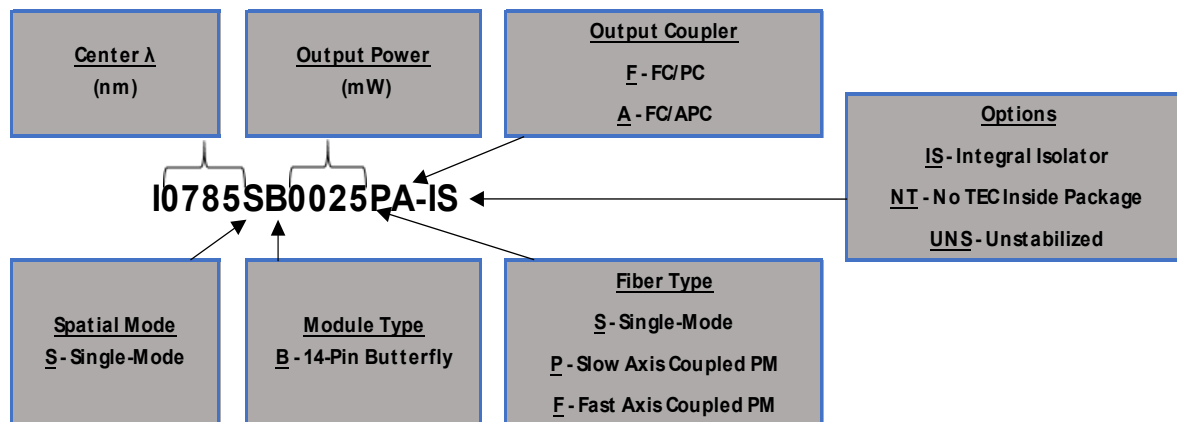 Center λ
(nm)
Output Power
(mW)
Output Coupler
F - FC/PC
A - FC/APC
Options
IS - Integral Isolator
NT - No TEC Inside Package
UNS - Unstabilized
I0785SB0025PA-IS
Spatial Mode
S - Single-Mode
Module Type
B - 14-Pin Butterfly
Fiber Type
S - Single-Mode
P - Slow Axis Coupled PM
F - Fast Axis Coupled PM